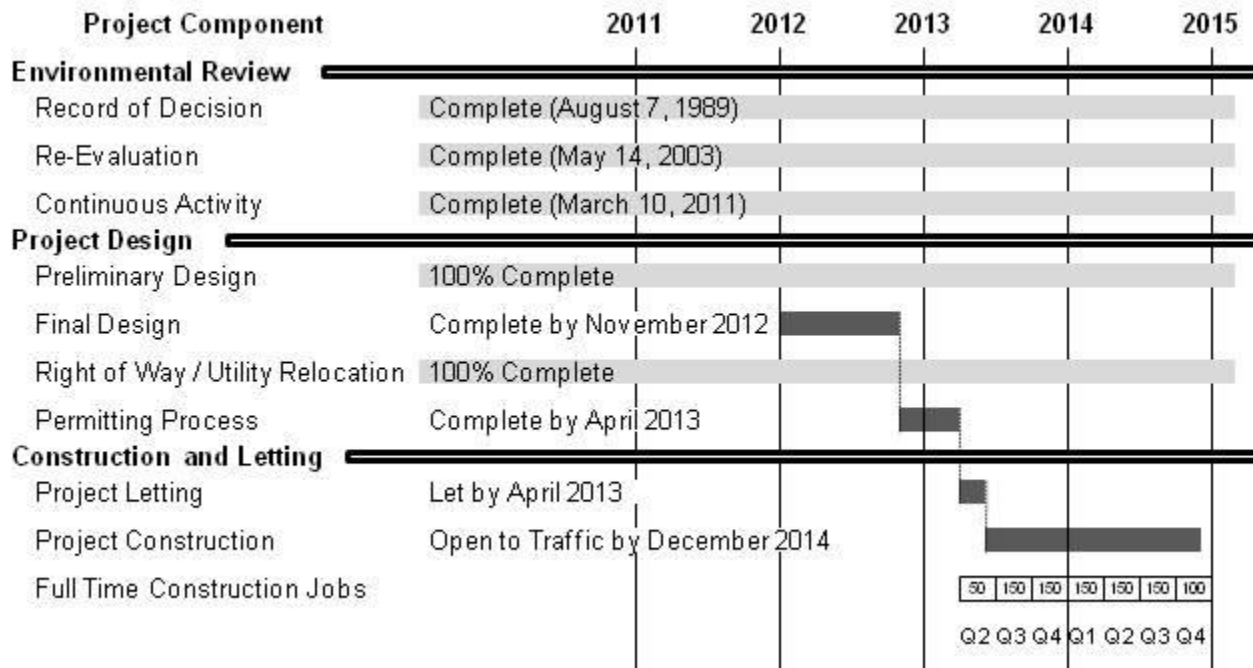 Project Component 2011 2012 2013 2014 2015
Environmental Review
Record of Decision Complete (August 7, 1989)
Re-Evaluation Complete (May 14, 2003)
Continuous Activity Complete (March 10, 2011)
Project Design
Preliminary Design 100% Complete
Final Design Complete by November 2012
Right of Way / Utility Relocation 100% Complete
Permitting Process Complete by April 2013
Construction and Letting
Project Letting Let by April 2013
Project Construction Open to Traffic by December 2014
Full Time Construction Jobs 50 150 150 150 150 150 100
Q2 Q3 Q4 Q1 Q2 Q3 Q4